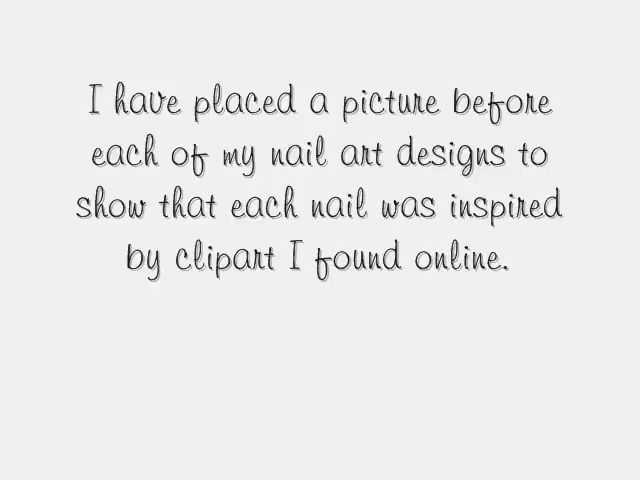 I have placed a picture before
each of my nail art designs to
show that each nail was inspired
by clipart I found online.